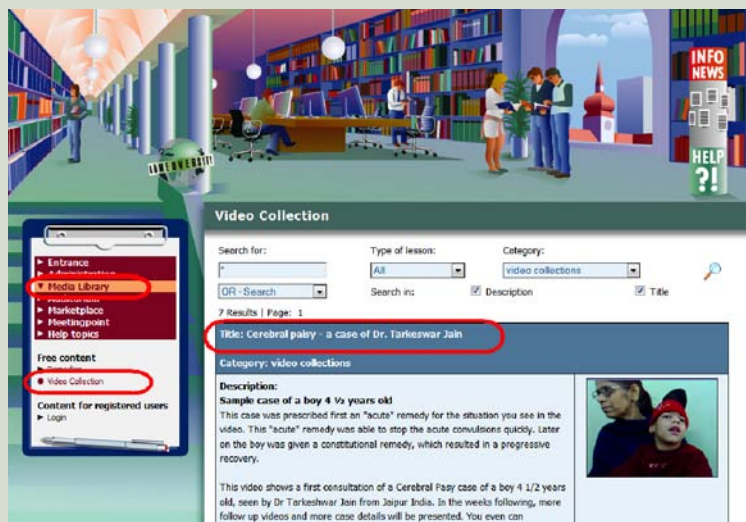 INFO
NEWS
HELP
?!
Entrance
Administration
Media Library
Auditorium
Marketplace
Meetingpoint
Help topics
Free content
Video Collection
Content for registered users
Login
Video Collection
Search for: Type of lesson: Category:
* All video collections
OR - Search Search in: Description Title
7 Results | Page: 1
Title: Cerebral palsy - a case of Dr. Tarkeswar Jain
Category: video collections
Description:
Sample case of a boy 4 ½ years old
This case was prescribed first an "acute" remedy for the situation you see in the
video. This "acute" remedy was able to stop the acute convulsions quickly. Later
on the boy was given a constitutional remedy, which resulted in a progressive
recovery.
This video shows a first consultation of a Cerebral Pasy case of a boy 4 1/2 years
old, seen by Dr Tarkeshwar Jain from Jaipur India. In the weeks following, more
follow up videos and more case details will be presented. You even can